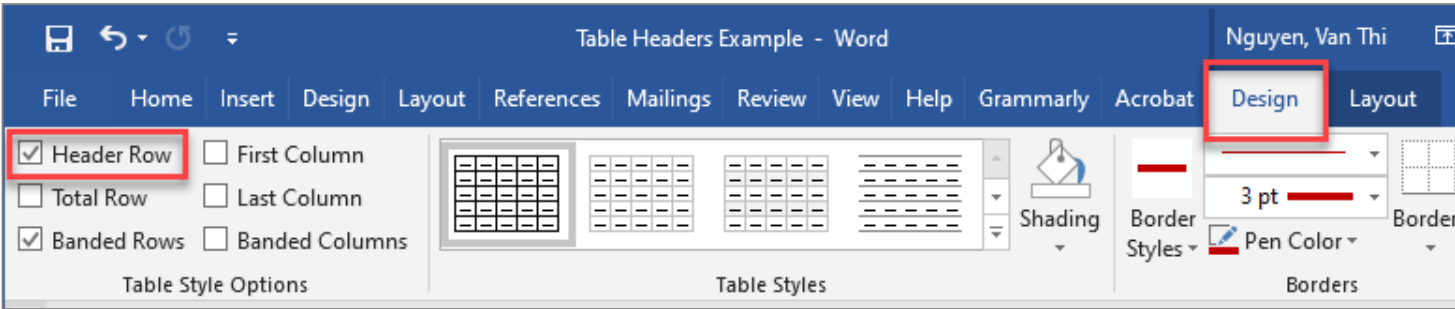 Table Headers Example - Word Nguyen, Van Thi
File Home Insert Design Layout References Mailings Review View Help Grammarly Acrobat Design Layout
Header Row First Column
Total Row Last Column
Banded Rows Banded Columns
Table Style Options
Table Styles
Shading
Border
Styles
3 pt
Pen Color
Border
Borders